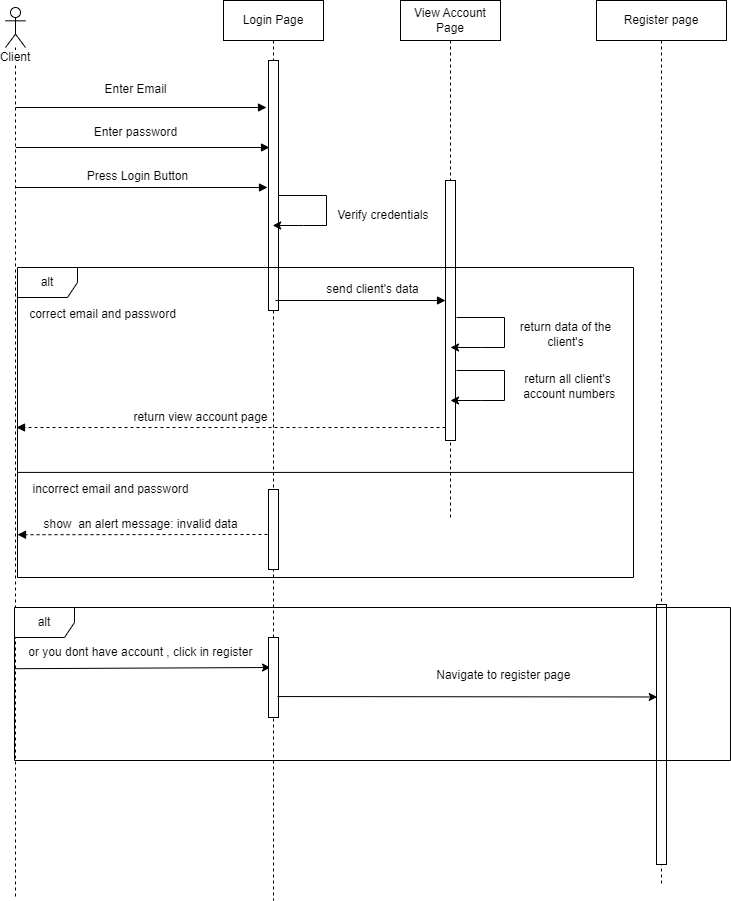 Login Page
View Account
Page
Register page
Client
Enter Email
Enter password
Press Login Button
Verify credentials
alt
send client's data
correct email and password
return data of the
client's
return all client's
account numbers
return view account page
incorrect email and password
show an alert message: invalid data
alt
or you dont have account , click in register
Navigate to register page